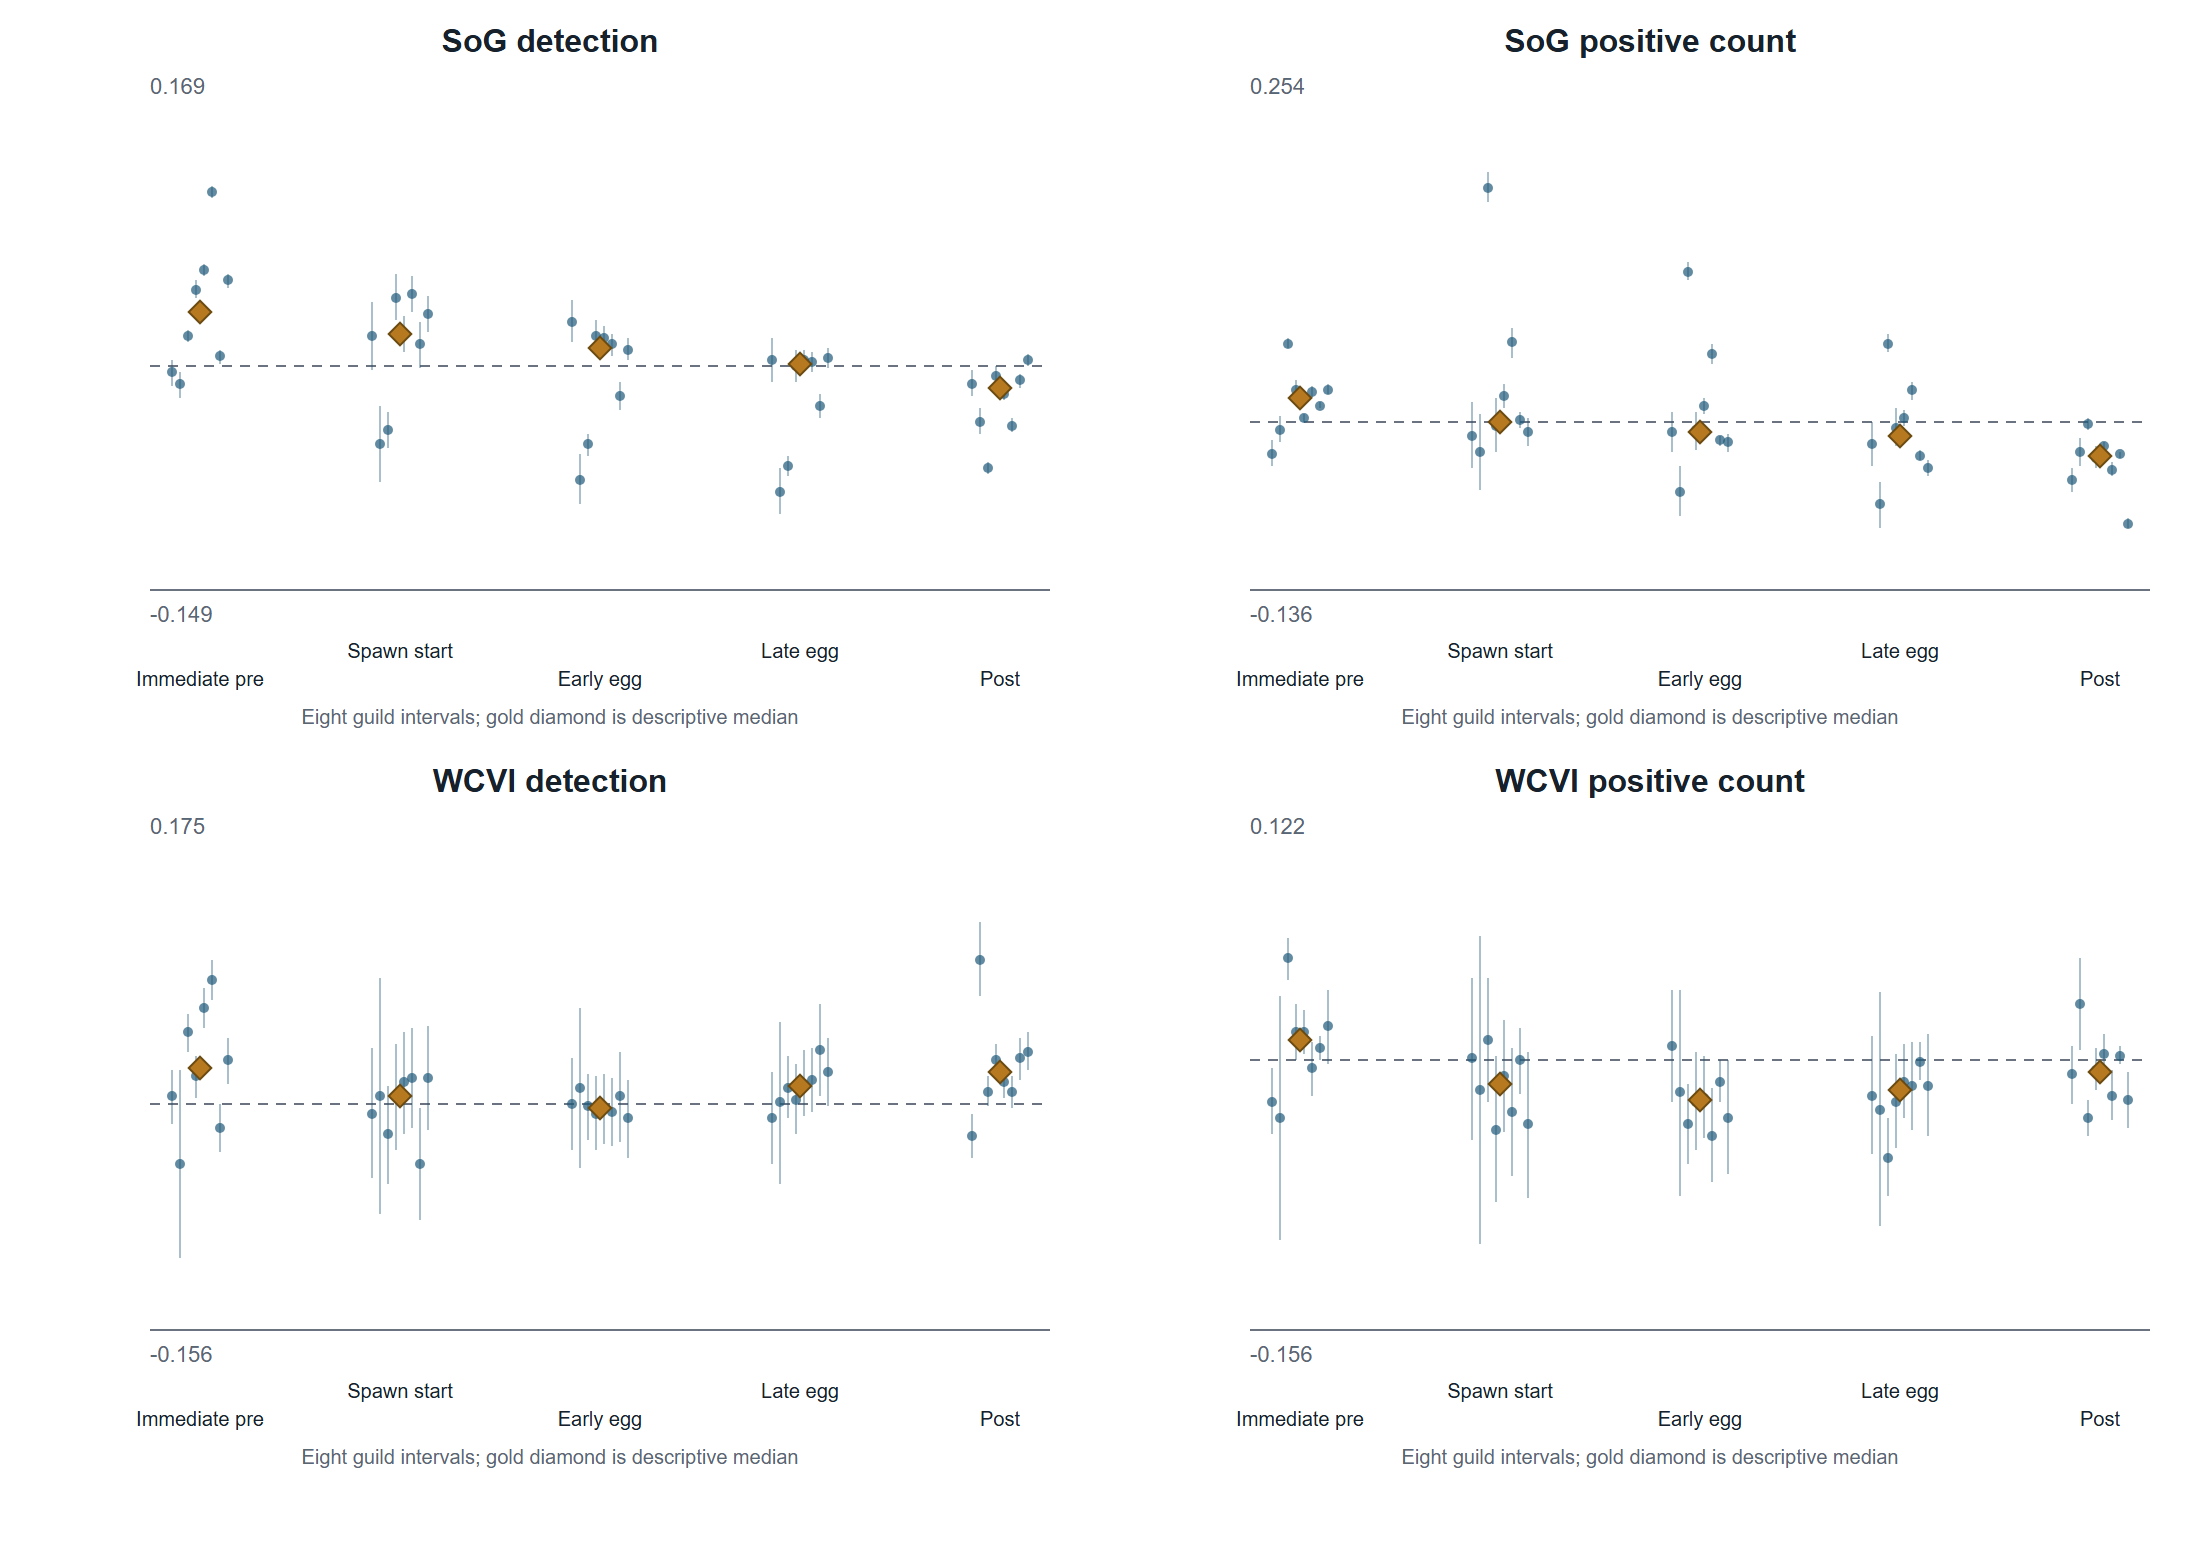 SoG detection
0.169
-0.149
Spawn start
Late egg
Immediate pre
Early egg
Post
Eight guild intervals; gold diamond is descriptive median
SoG positive count
0.254
-0.136
Spawn start
Late egg
Immediate pre
Early egg
Post
Eight guild intervals; gold diamond is descriptive median
WCVI detection
0.175
-0.156
Spawn start
Late egg
Immediate pre
Early egg
Post
Eight guild intervals; gold diamond is descriptive median
WCVI positive count
0.122
-0.156
Spawn start
Late egg
Immediate pre
Early egg
Post
Eight guild intervals; gold diamond is descriptive median